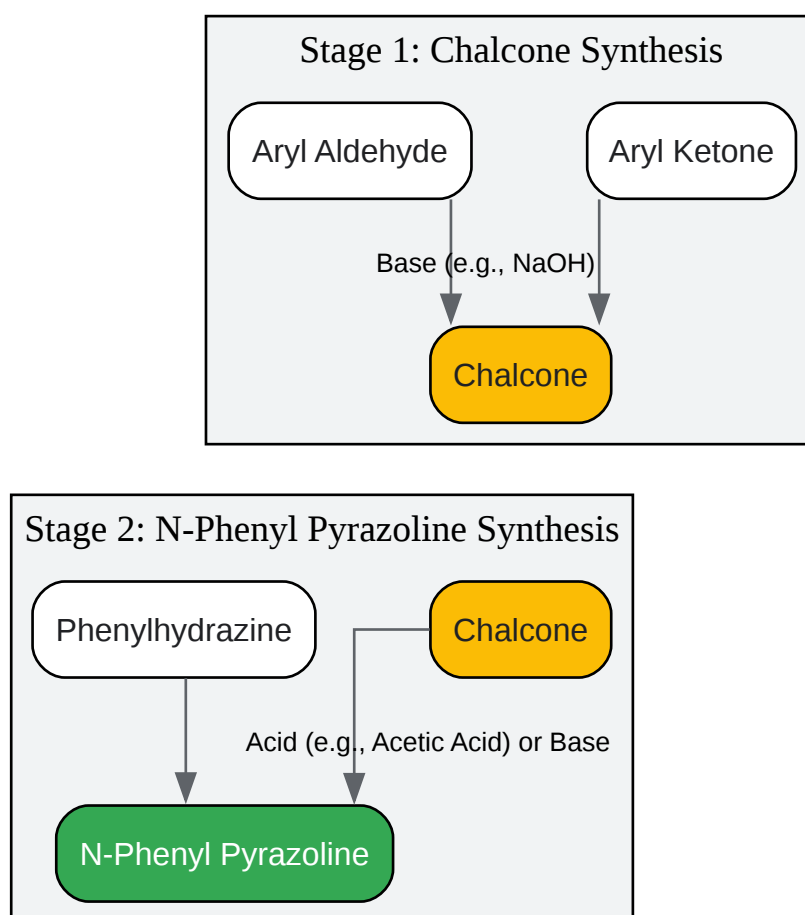 Stage 1: Chalcone Synthesis
Aryl Aldehyde
Aryl Ketone
Base (e.g., NaOH)
Chalcone
Stage 2: N-Phenyl Pyrazoline Synthesis
Phenylhydrazine
Chalcone
Acid (e.g., Acetic Acid) or Base
N-Phenyl Pyrazoline